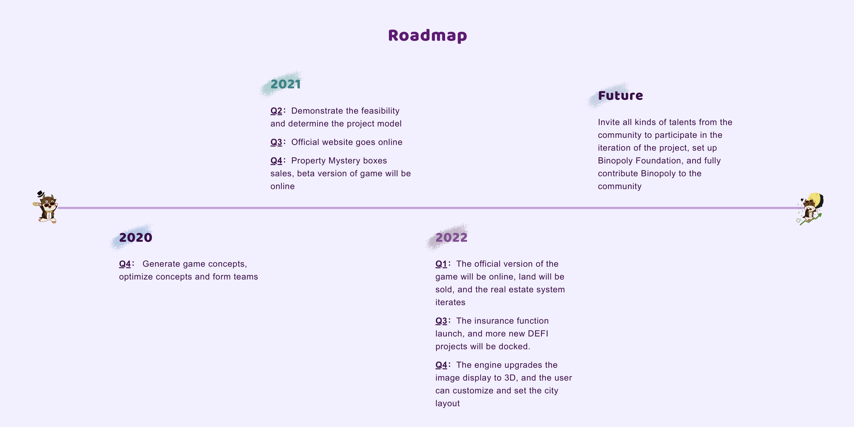 Roadmap
2021
Q2: Demonstrate the feasibility
and determine the project model
Q3: Official website goes online
Q4: Property Mystery boxes
sales, beta version of game will be
online
Future
Invite all kinds of talents from the
community to participate in the
iteration of the project, set up
Binopoly Foundation, and fully
contribute Binopoly to the
community
2020
Q4: Generate game concepts,
optimize concepts and form teams
2022
Q1: The official version of the
game will be online, land will be
sold, and the real estate system
iterates
Q3: The insurance function
launch, and more new DEFI
projects will be docked.
Q4: The engine upgrades the
image display to 3D, and the user
can customize and set the city
layout